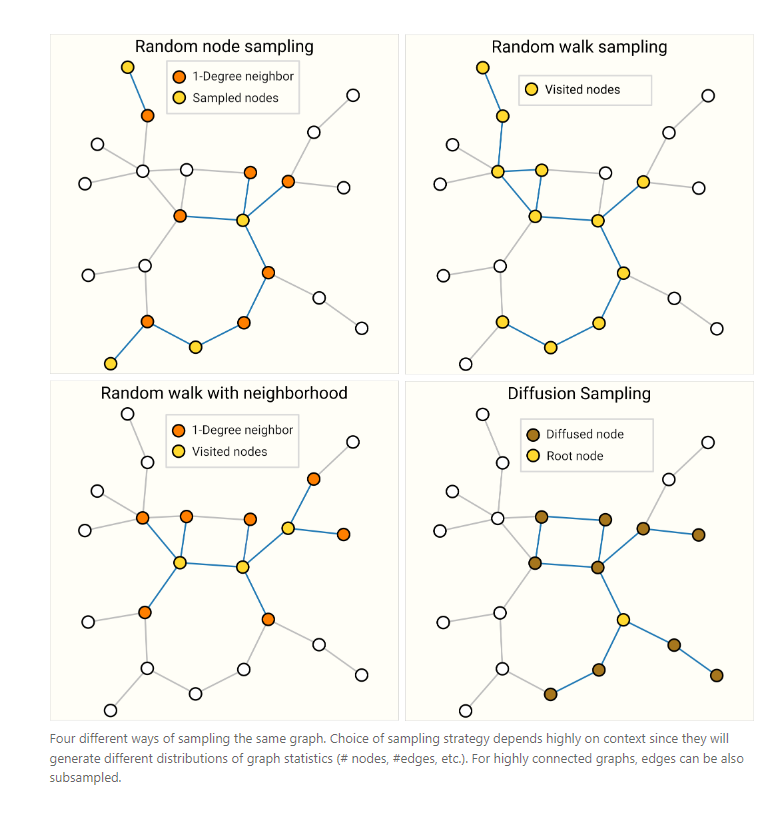 Random node sampling
1-Degree neighbor
Sampled nodes
Random walk sampling
Visited nodes
Random walk with neighborhood
1-Degree neighbor
Visited nodes
Diffusion Sampling
Diffused node
Root node
Four different ways of sampling the same graph. Choice of sampling strategy depends highly on context since they will
generate different distributions of graph statistics (# nodes, #edges, etc.). For highly connected graphs, edges can be also
subsampled.